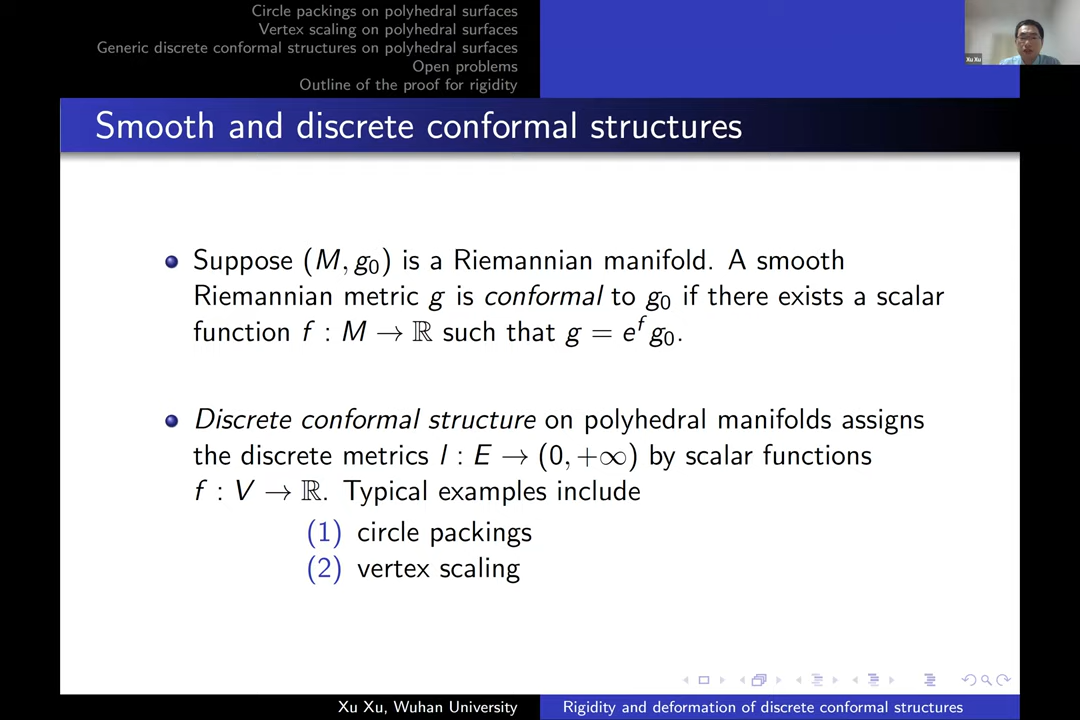 Circle packings on polyhedral surfaces
Vertex scaling on polyhedral surfaces
Generic discrete conformal structures on polyhedral surfaces
Open problems
Outline of the proof for rigidity
Xu Xu
Smooth and discrete conformal structures
Suppose (M, g₀) is a Riemannian manifold. A smooth
Riemannian metric g is conformal to g₀ if there exists a scalar
function f : M → ℝ such that g = eᶠg₀.
Discrete conformal structure on polyhedral manifolds assigns
the discrete metrics l : E → (0, +∞) by scalar functions
f : V → ℝ. Typical examples include
(1) circle packings
(2) vertex scaling
Xu Xu, Wuhan University
Rigidity and deformation of discrete conformal structures